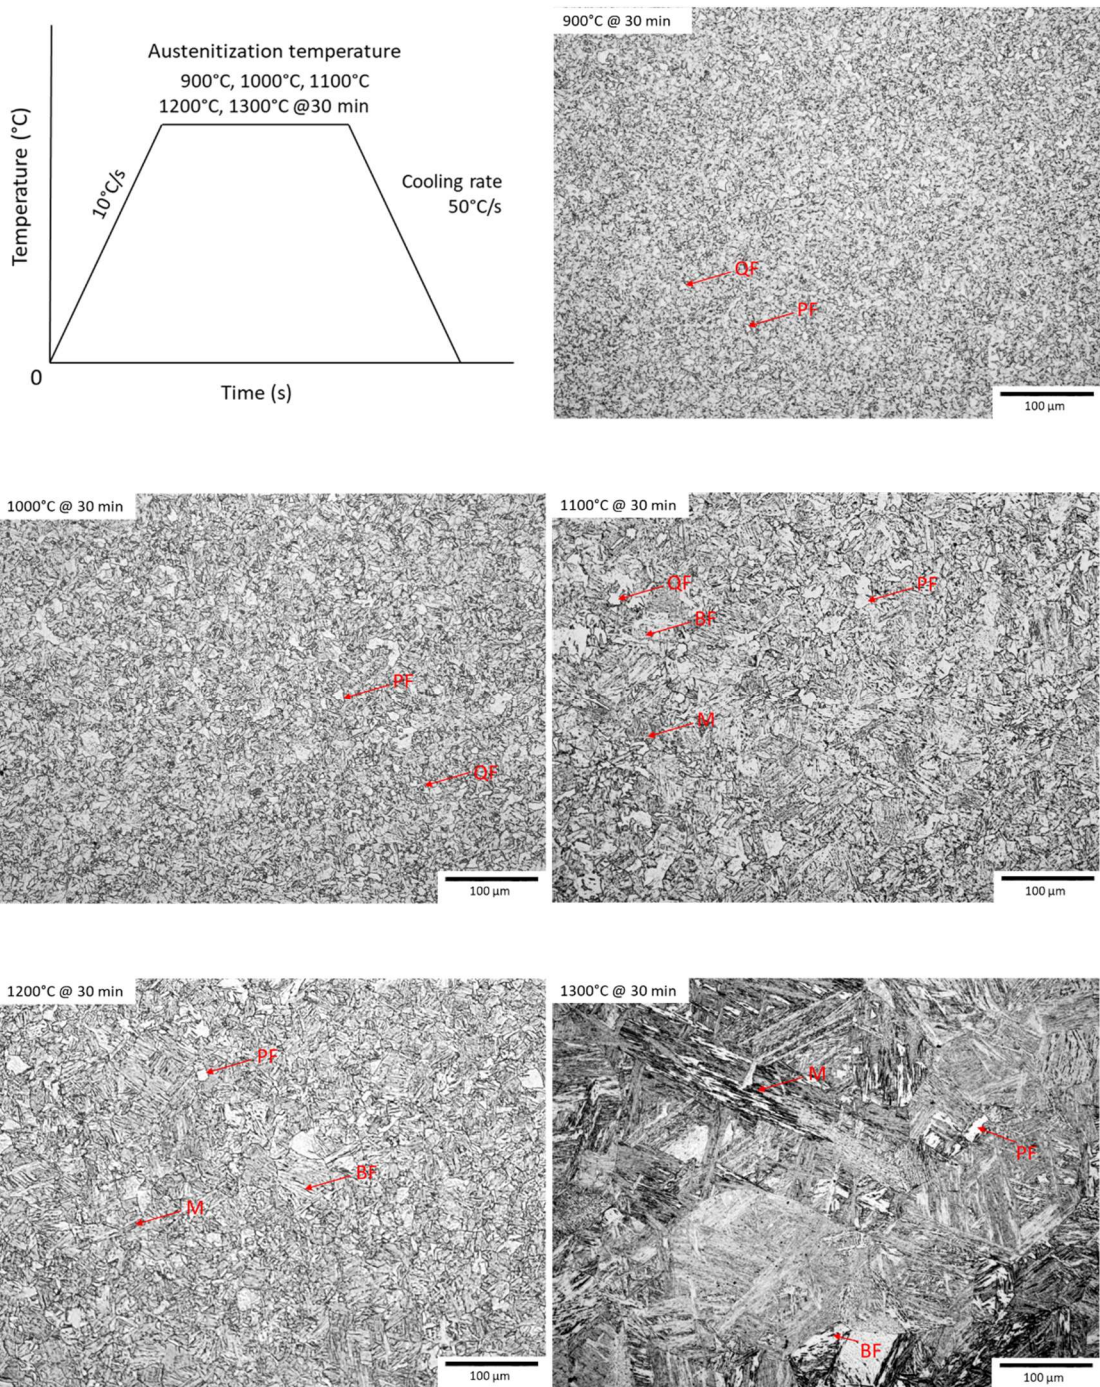 Austenitization temperature
900°C, 1000°C, 1100°C
1200°C, 1300°C @30 min
Temperature (°C)
10°C/s
Cooling rate
50°C/s
0
Time (s)
900°C @ 30 min
QF
PF
100 µm
1000°C @ 30 min
PF
QF
100 µm
1100°C @ 30 min
QF
PF
BF
M
100 µm
1200°C @ 30 min
PF
BF
M
100 µm
1300°C @ 30 min
M
PF
BF
100 µm